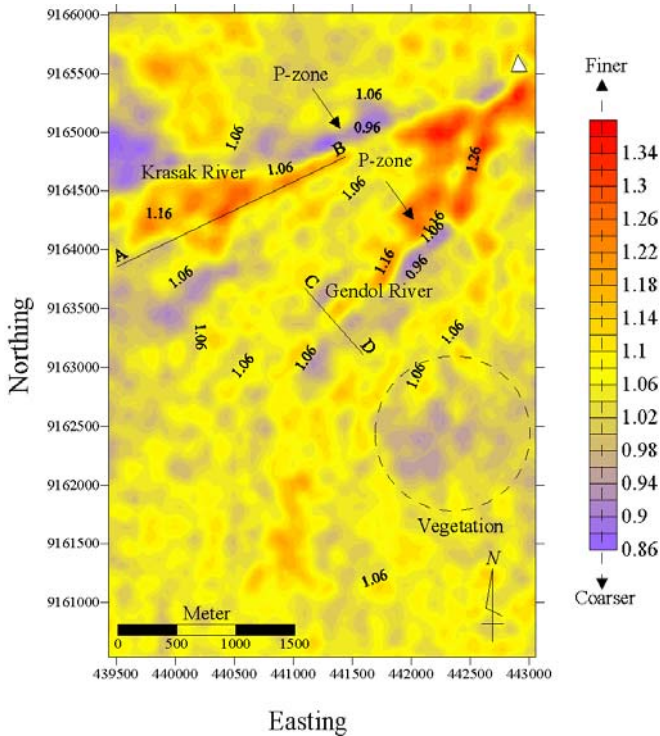 9166000
9165500
9165000
9164500
9164000
9163500
9163000
9162500
9162000
9161500
9161000
Northing
439500 440000 440500 441000 441500 442000 442500 443000
Easting
P-zone
1.06
0.96
1.06
B
P-zone
1.26
Krasak River
1.06
1.06
1.16
1.16
1.06
A
1.16
0.96
1.06
C
Gendol River
D
1.06
1.06
1.06
1.06
1.06
Vegetation
1.06
N
Meter
0 500 1000 1500
Finer
1.34
1.3
1.26
1.22
1.18
1.14
1.1
1.06
1.02
0.98
0.94
0.9
0.86
Coarser